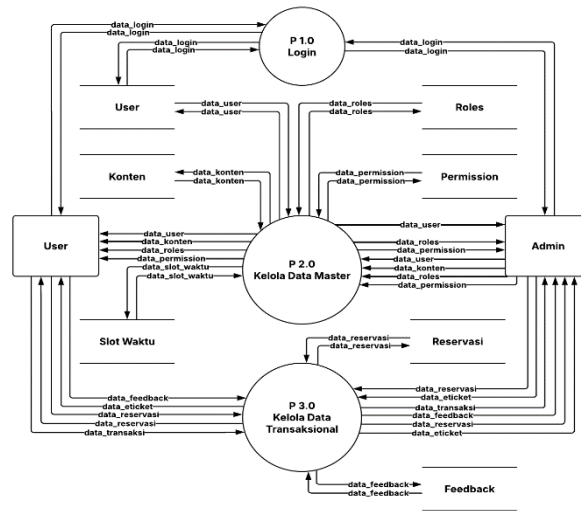 P 1.0
Login
data_login
data_login
data_login
data_login
data_login
data_login
User
data_user
data_user
data_roles
data_roles
Roles
Konten
data_konten
data_konten
data_permission
data_permission
Permission
User
data_user
data_konten
data_roles
data_permission
data_slot_waktu
data_slot_waktu
P 2.0
Kelola Data Master
data_user
data_roles
data_permission
data_user
data_konten
data_roles
data_permission
Admin
Slot Waktu
data_reservasi
data_reservasi
Reservasi
data_feedback
data_eticket
data_reservasi
data_reservasi
data_transaksi
P 3.0
Kelola Data
Transaksional
data_reservasi
data_eticket
data_transaksi
data_feedback
data_reservasi
data_eticket
data_feedback
data_feedback
Feedback